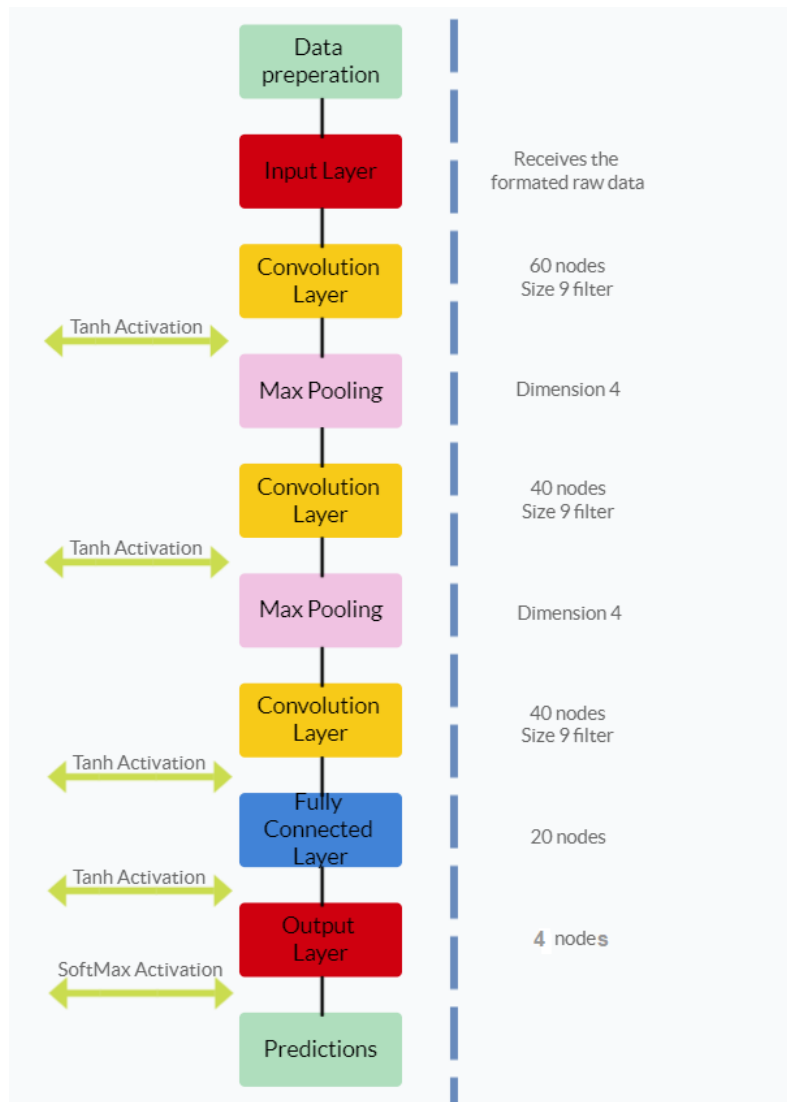 Data
preperation
Input Layer
Receives the
formated raw data
Convolution
Layer
60 nodes
Size 9 filter
Tanh Activation
Max Pooling
Dimension 4
Convolution
Layer
40 nodes
Size 9 filter
Tanh Activation
Max Pooling
Dimension 4
Convolution
Layer
40 nodes
Size 9 filter
Tanh Activation
Fully
Connected
Layer
20 nodes
Tanh Activation
Output
Layer
4 nodes
SoftMax Activation
Predictions